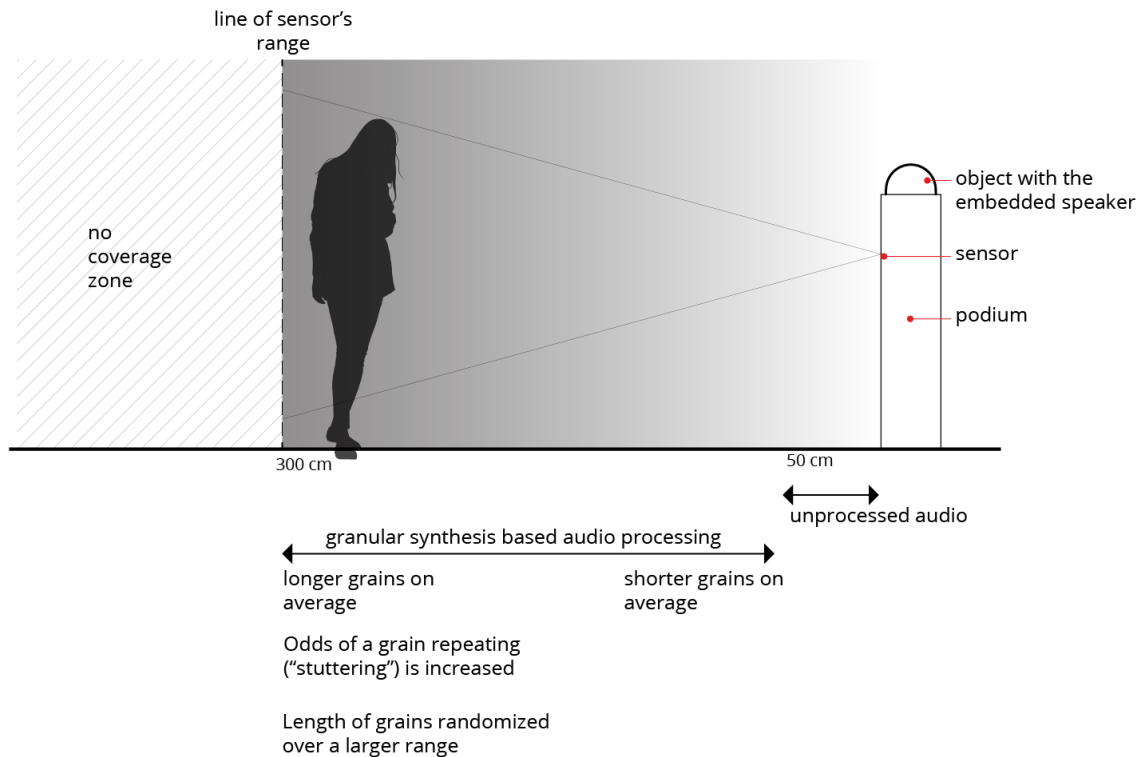 line of sensor’s
range
no
coverage
zone
object with the
embedded speaker
sensor
podium
300 cm
50 cm
unprocessed audio
granular synthesis based audio processing
longer grains on
average
shorter grains on
average
Odds of a grain repeating
(“stuttering”) is increased
Length of grains randomized
over a larger range